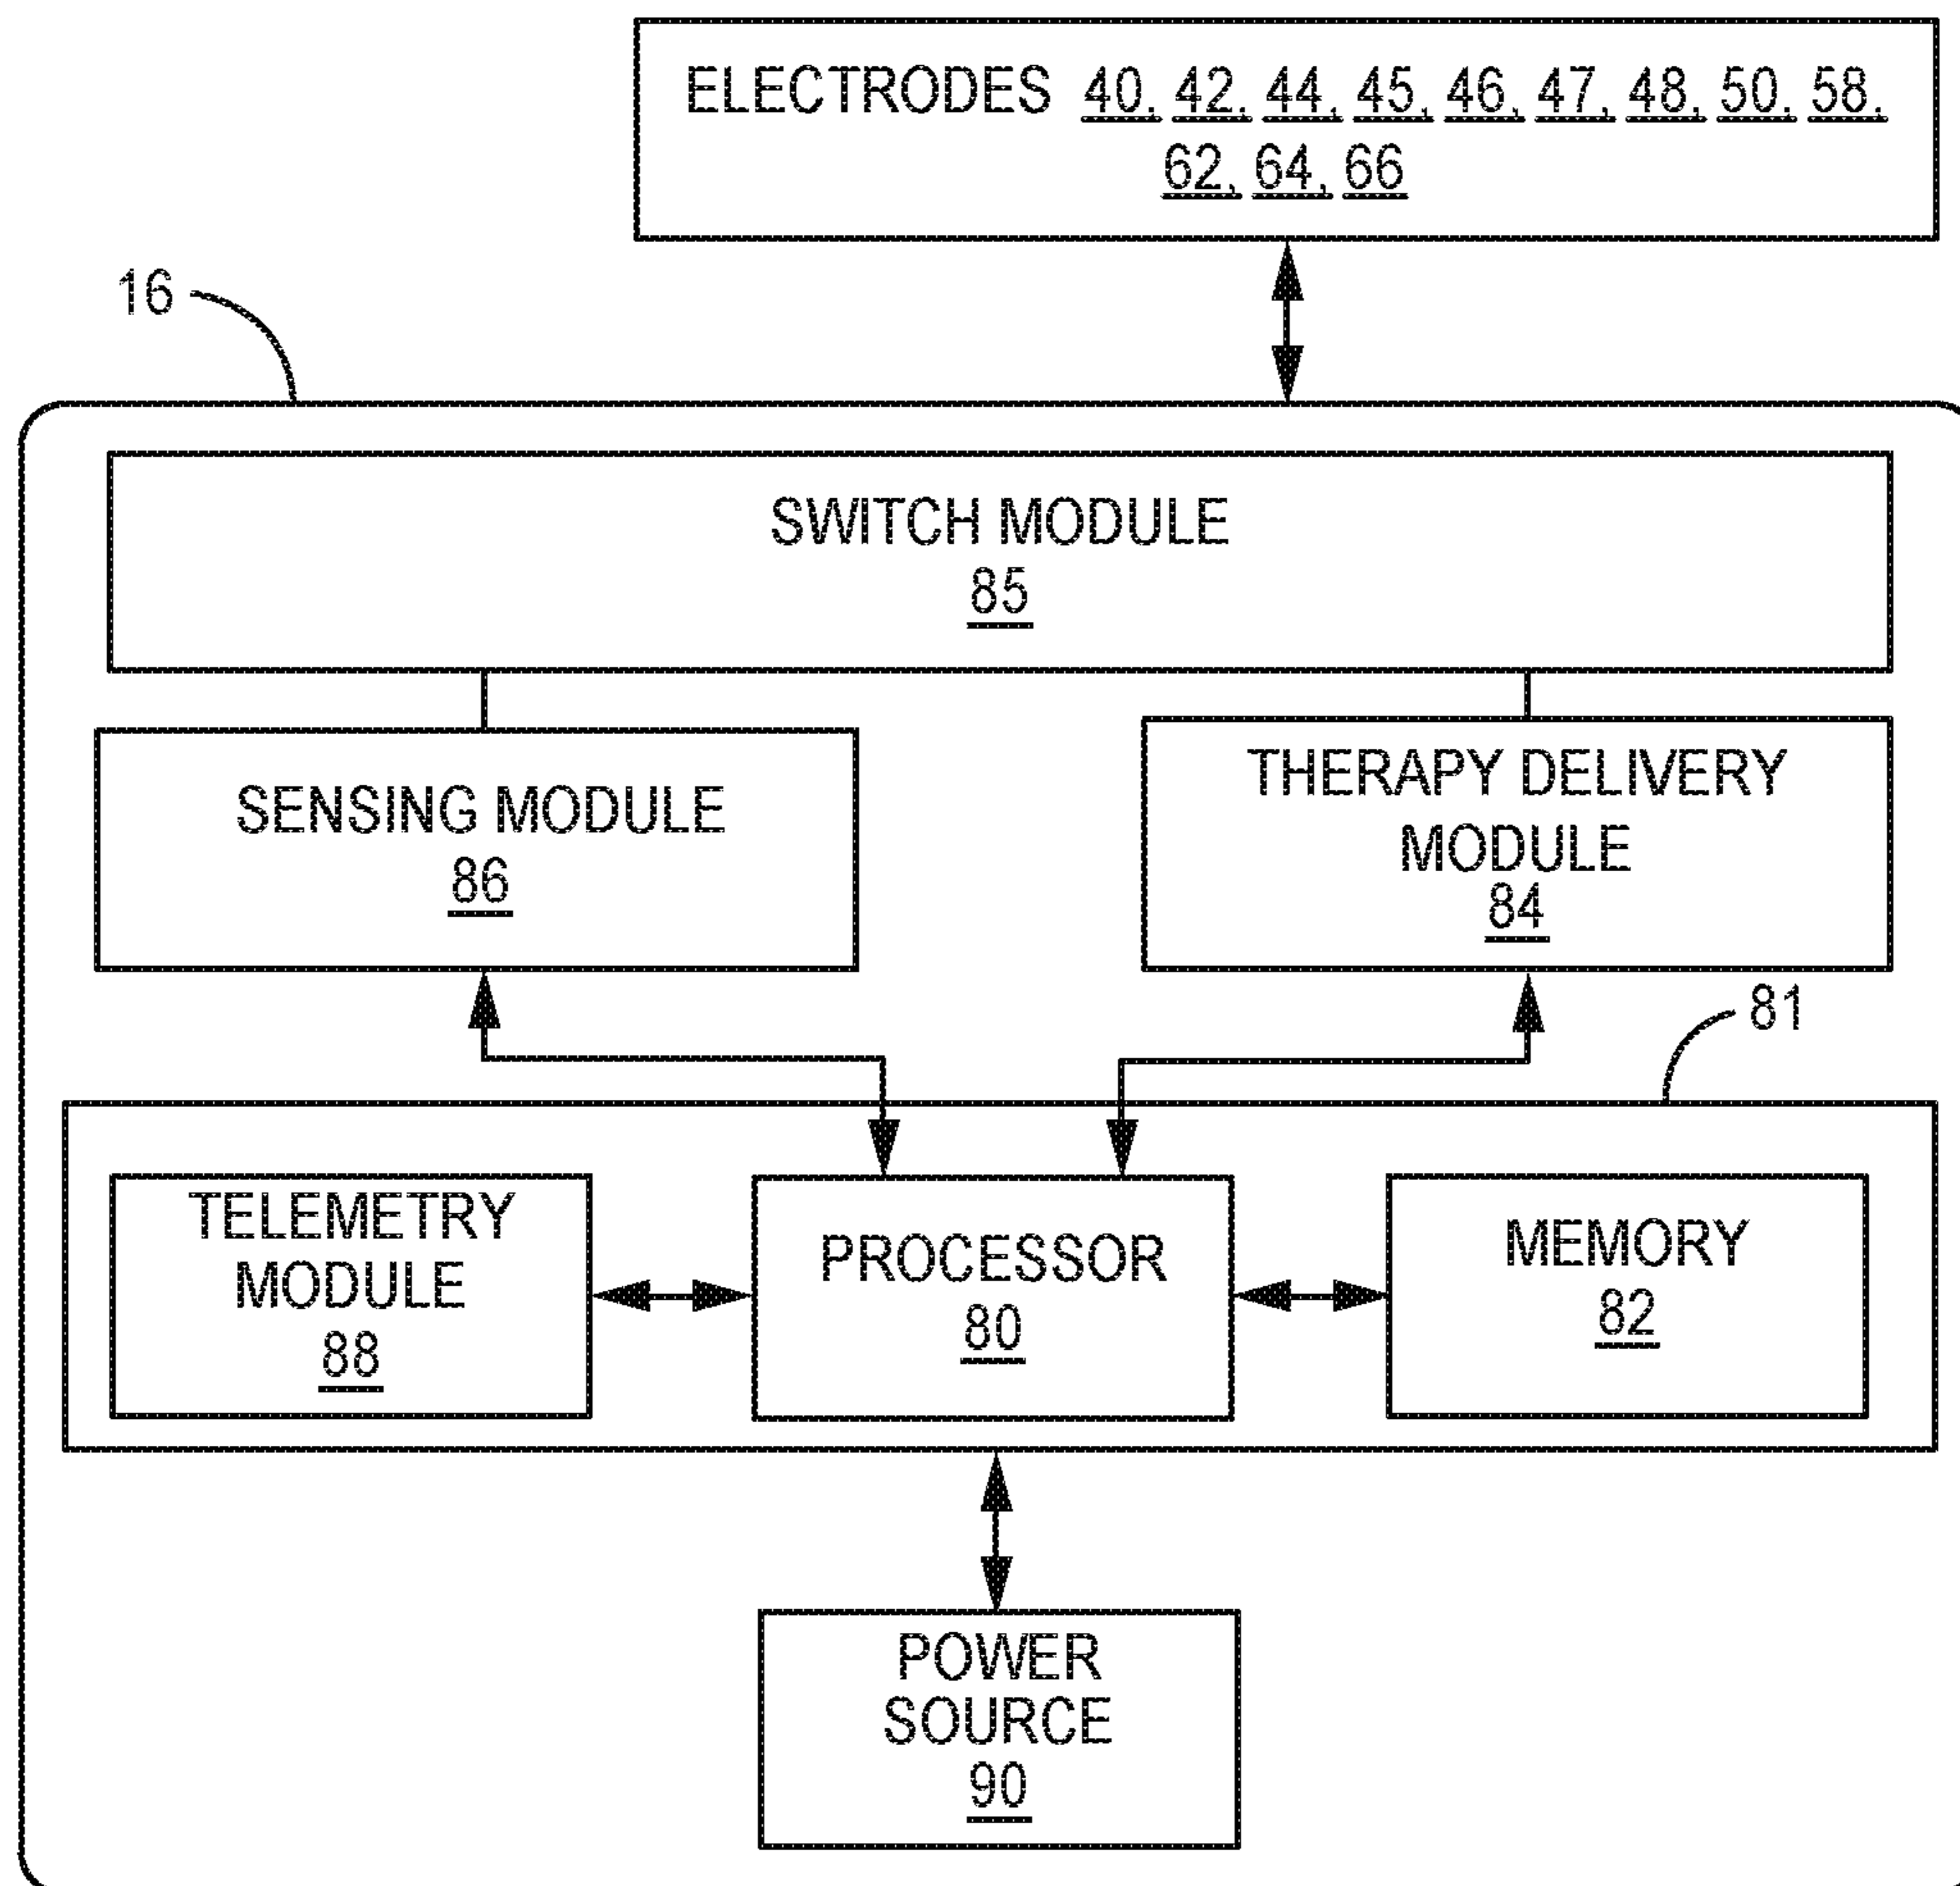 ELECTRODES 40, 42, 44, 45, 46, 47, 48, 50, 58,
62, 64, 66
16
SWITCH MODULE
85
SENSING MODULE
86
THERAPY DELIVERY
MODULE
84
81
TELEMETRY
MODULE
88
PROCESSOR
80
MEMORY
82
POWER
SOURCE
90